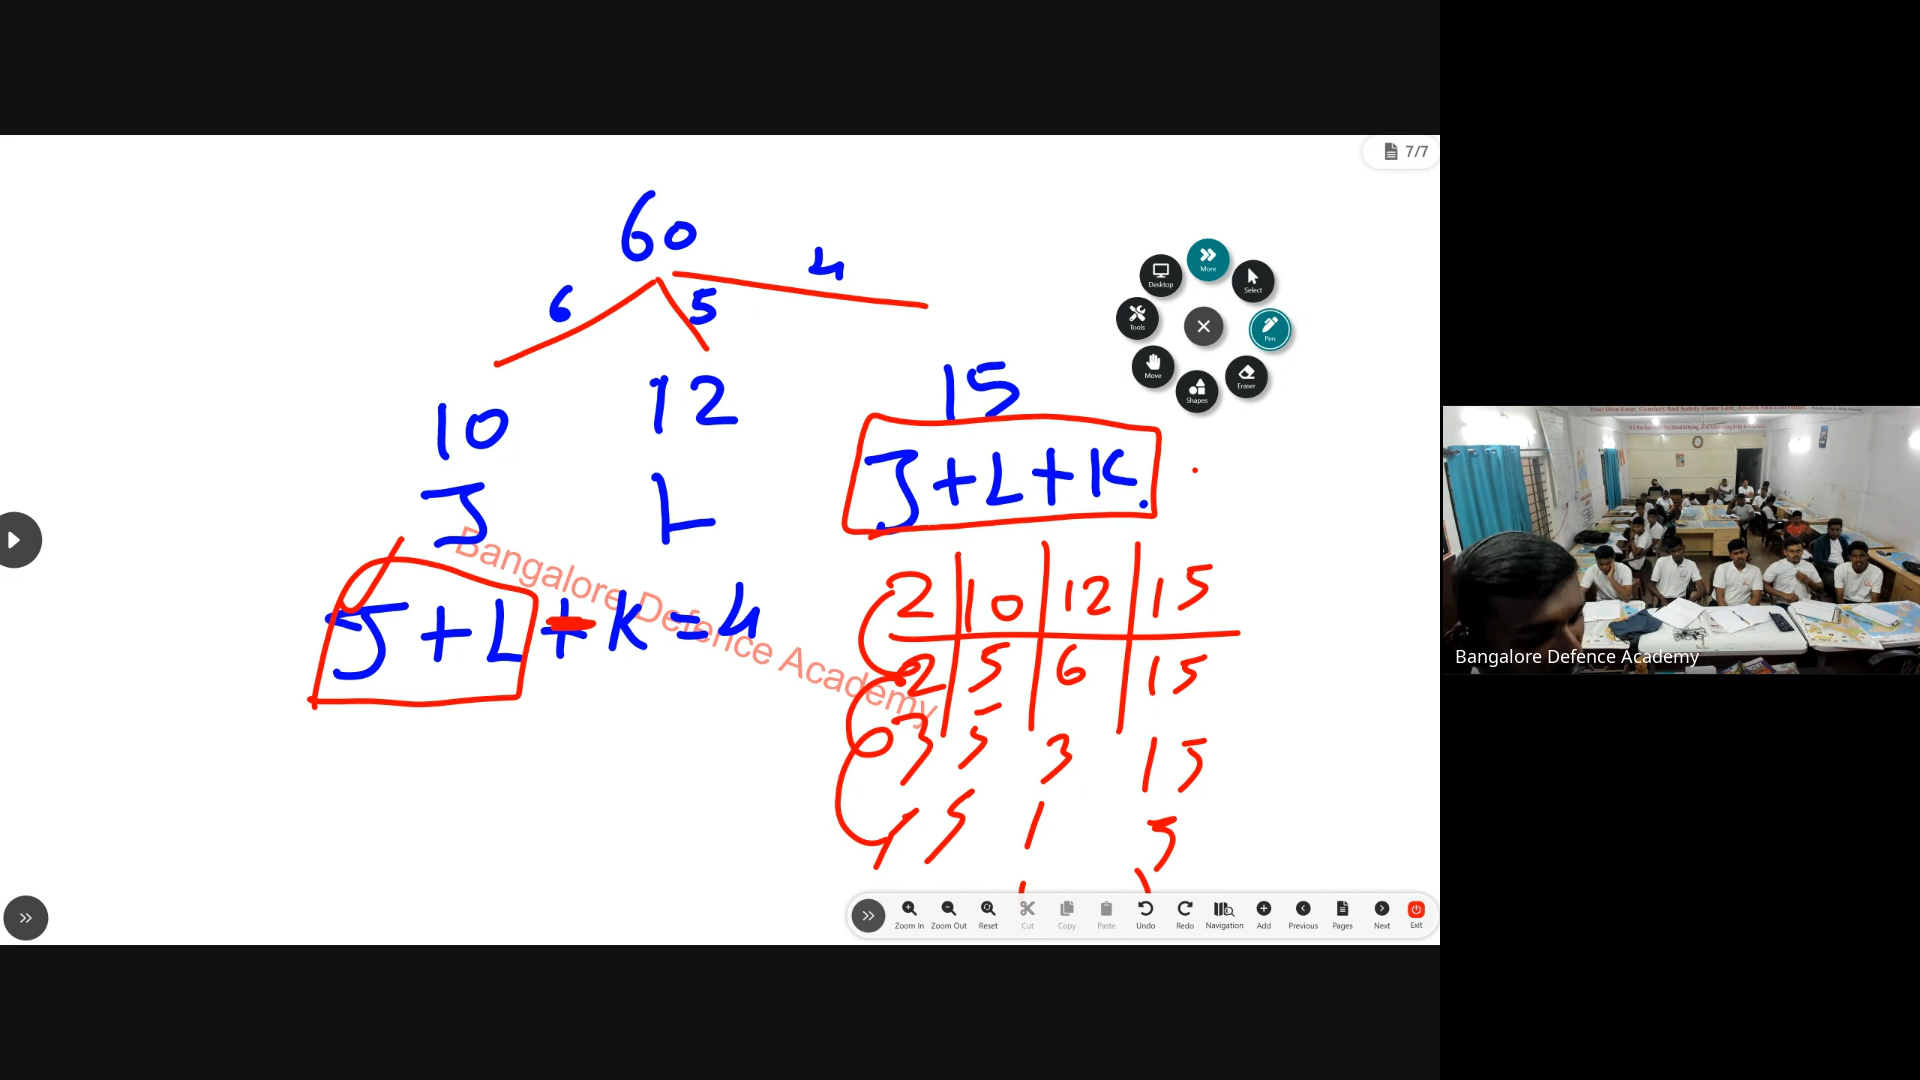 7/7
60
6 5 4
10 12 15
J L J+L+K.
J+L+K=4
Bangalore Defence Academy
2 10 12 15
2 5 6 15
3 5 3 15
5 1 5
More
Desktop
Select
Tools
Pen
Move
Eraser
Shapes
Zoom In Zoom Out Reset Cut Copy Paste Undo Redo Navigation Add Previous Pages Next Exit
Bangalore Defence Academy